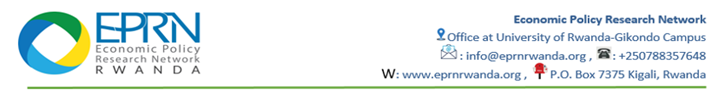 EPRN
Economic Policy
Research Network
RWANDA
Economic Policy Research Network
Office at University of Rwanda-Gikondo Campus
: info@eprnrwanda.org , : +250788357648
W: www.eprnrwanda.org , P.O. Box 7375 Kigali, Rwanda